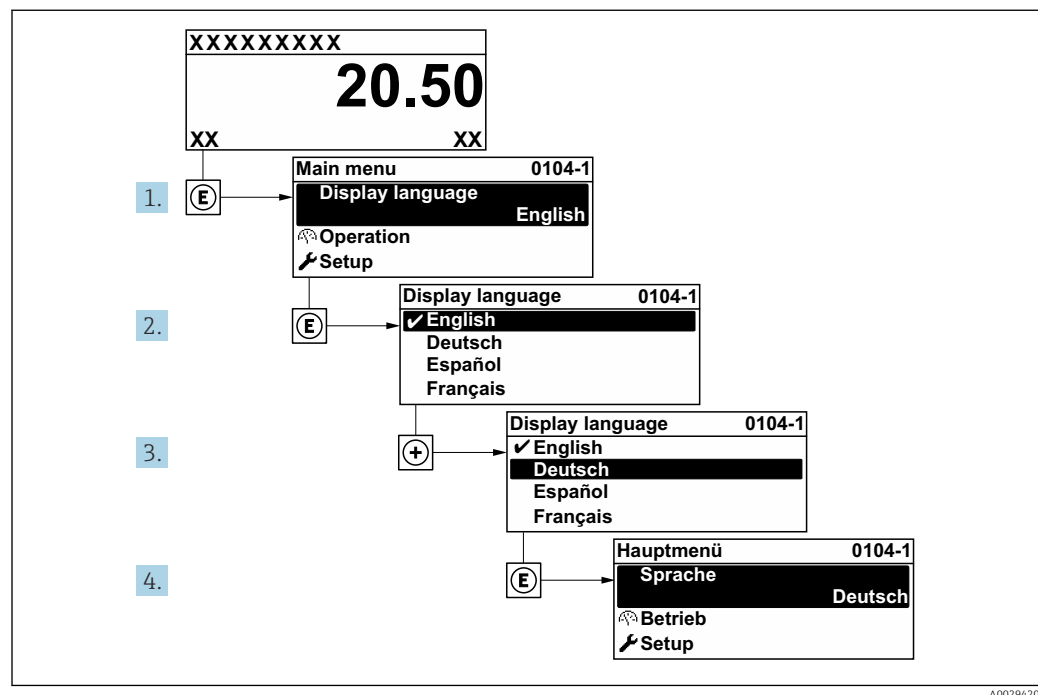 XXXXXXXXX
20.50
XX XX
1. E
Main menu 0104-1
Display language
English
Operation
Setup
2. E
Display language 0104-1
✔English
Deutsch
Español
Français
3. +
Display language 0104-1
✔English
Deutsch
Español
Français
4. E
Hauptmenü 0104-1
Sprache
Deutsch
Betrieb
Setup
A0029420